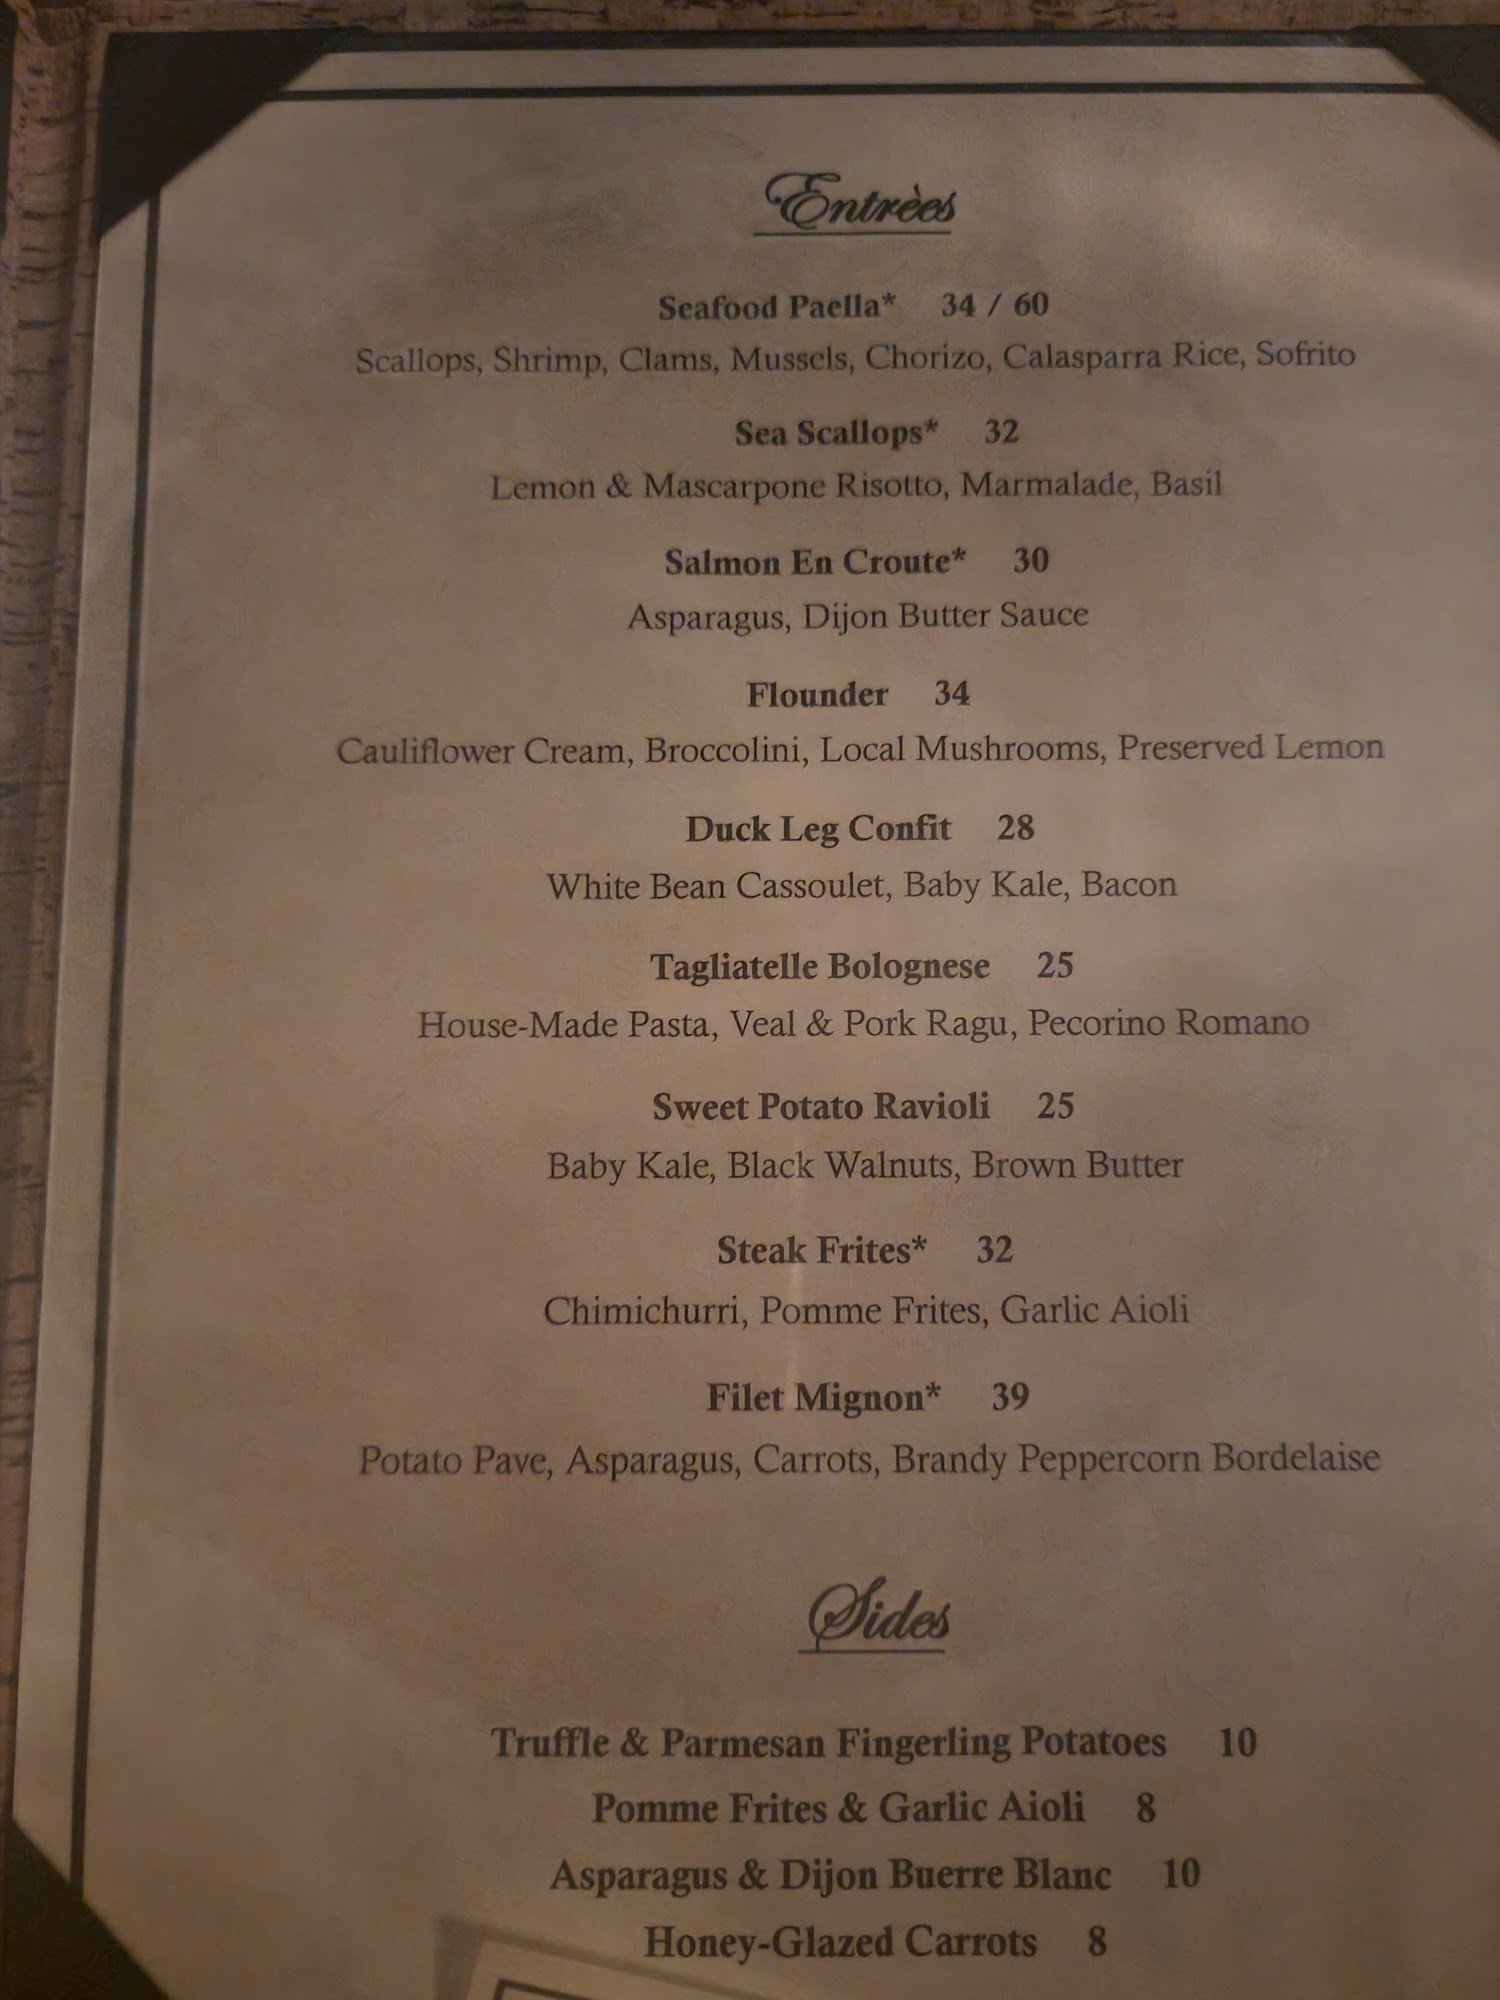 Entrèes
Seafood Paella* 34 / 60
Scallops, Shrimp, Clams, Mussels, Chorizo, Calasparra Rice, Sofrito
Sea Scallops* 32
Lemon & Mascarpone Risotto, Marmalade, Basil
Salmon En Croute* 30
Asparagus, Dijon Butter Sauce
Flounder 34
Cauliflower Cream, Broccolini, Local Mushrooms, Preserved Lemon
Duck Leg Confit 28
White Bean Cassoulet, Baby Kale, Bacon
Tagliatelle Bolognese 25
House-Made Pasta, Veal & Pork Ragu, Pecorino Romano
Sweet Potato Ravioli 25
Baby Kale, Black Walnuts, Brown Butter
Steak Frites* 32
Chimichurri, Pomme Frites, Garlic Aioli
Filet Mignon* 39
Potato Pave, Asparagus, Carrots, Brandy Peppercorn Bordelaise
Sides
Truffle & Parmesan Fingerling Potatoes 10
Pomme Frites & Garlic Aioli 8
Asparagus & Dijon Buerre Blanc 10
Honey-Glazed Carrots 8